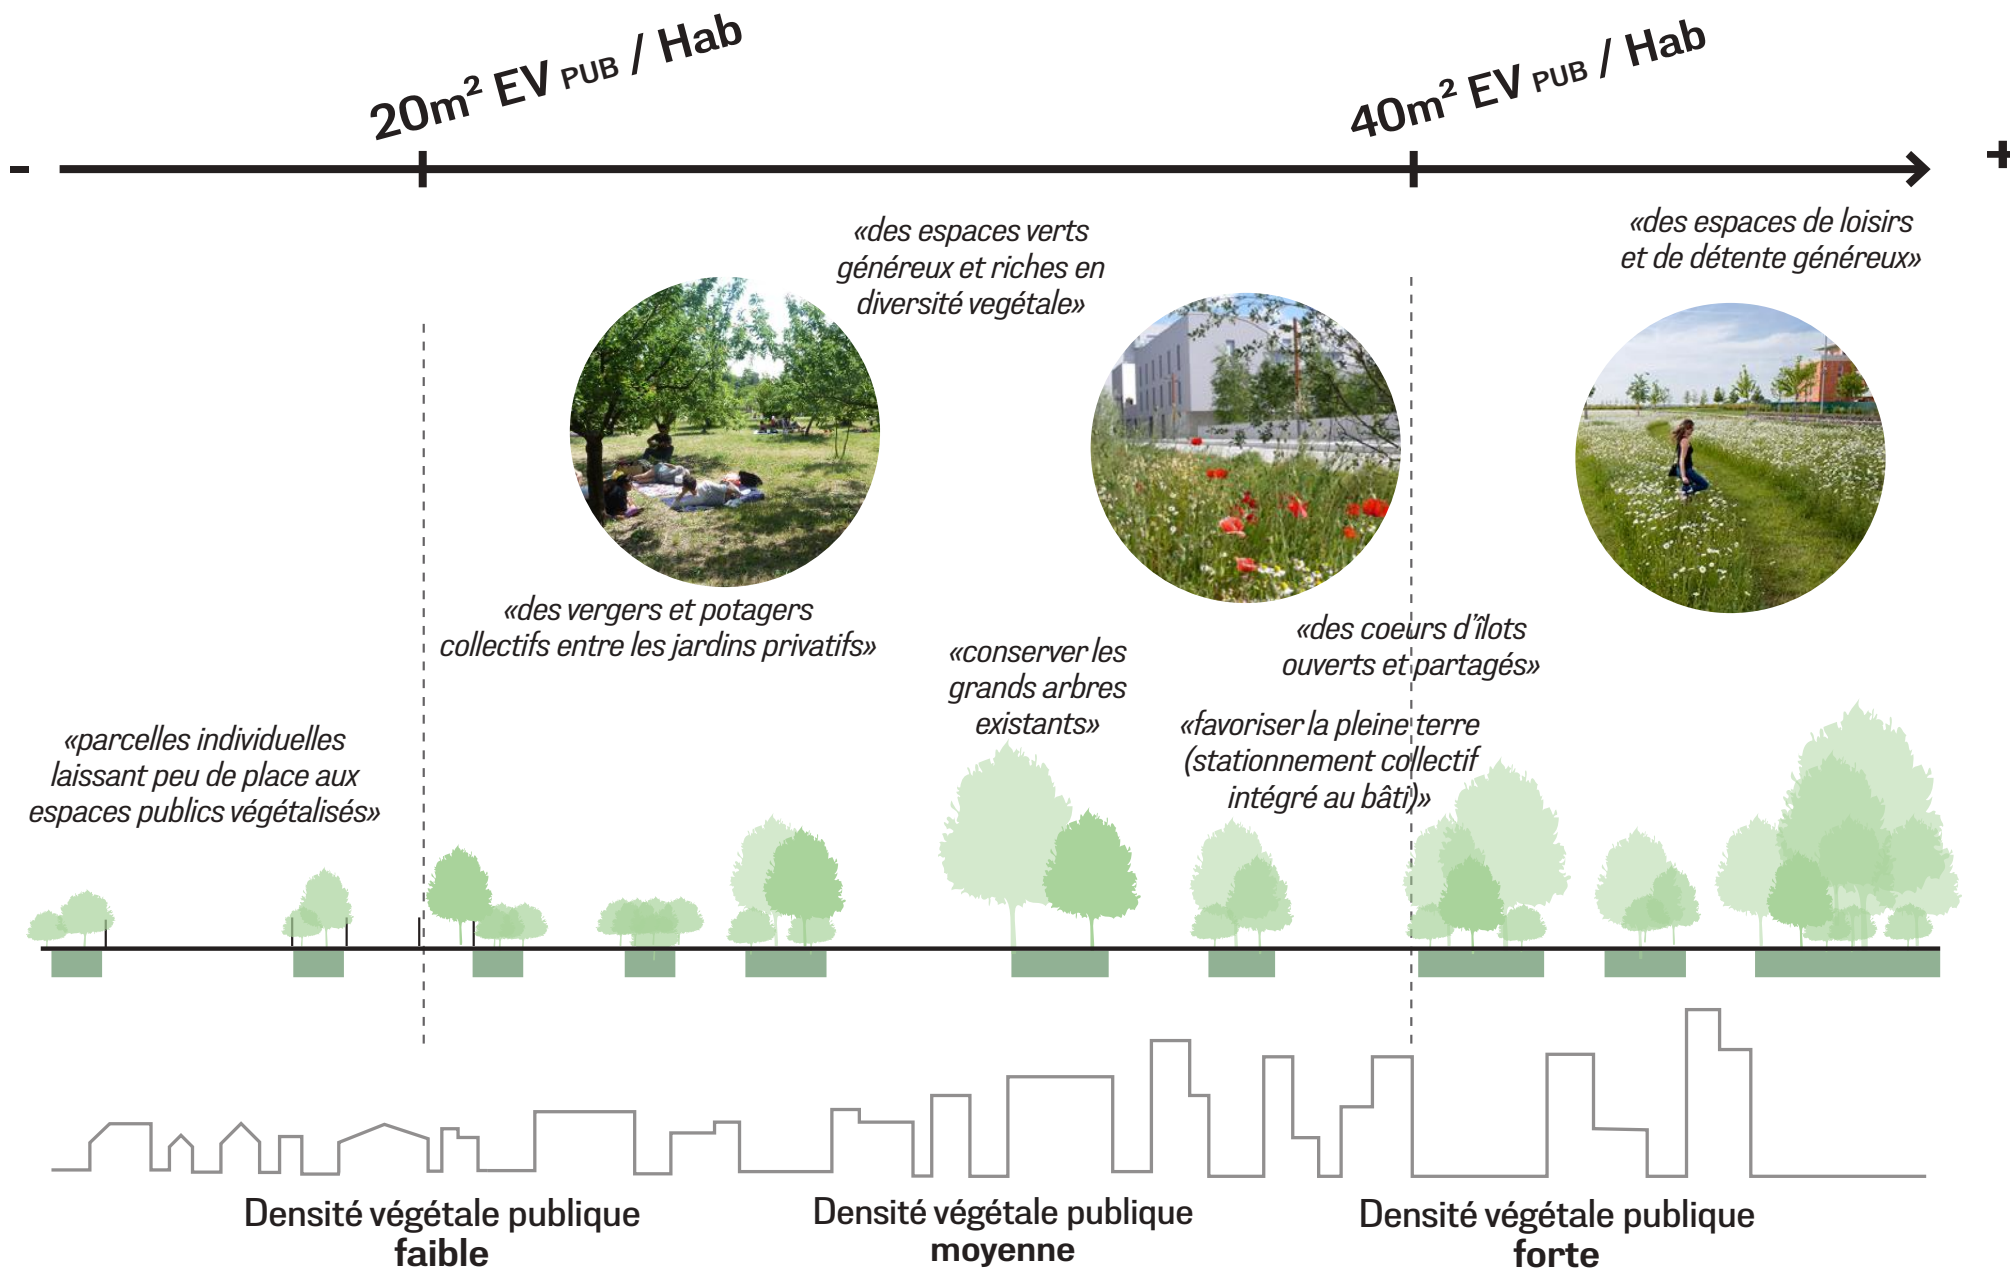 20m² EV PUB / Hab
40m² EV PUB / Hab
-
+
«des espaces verts
généreux et riches en
diversité vegétale»
«des espaces de loisirs
et de détente généreux»
«des vergers et potagers
collectifs entre les jardins privatifs»
«conserver les
grands arbres
existants»
«des coeurs d'îlots
ouverts et partagés»
«favoriser la pleine terre
(stationnement collectif
intégré au bâti)»
«parcelles individuelles
laissant peu de place aux
espaces publics végétalisés»
Densité végétale publique
faible
Densité végétale publique
moyenne
Densité végétale publique
forte